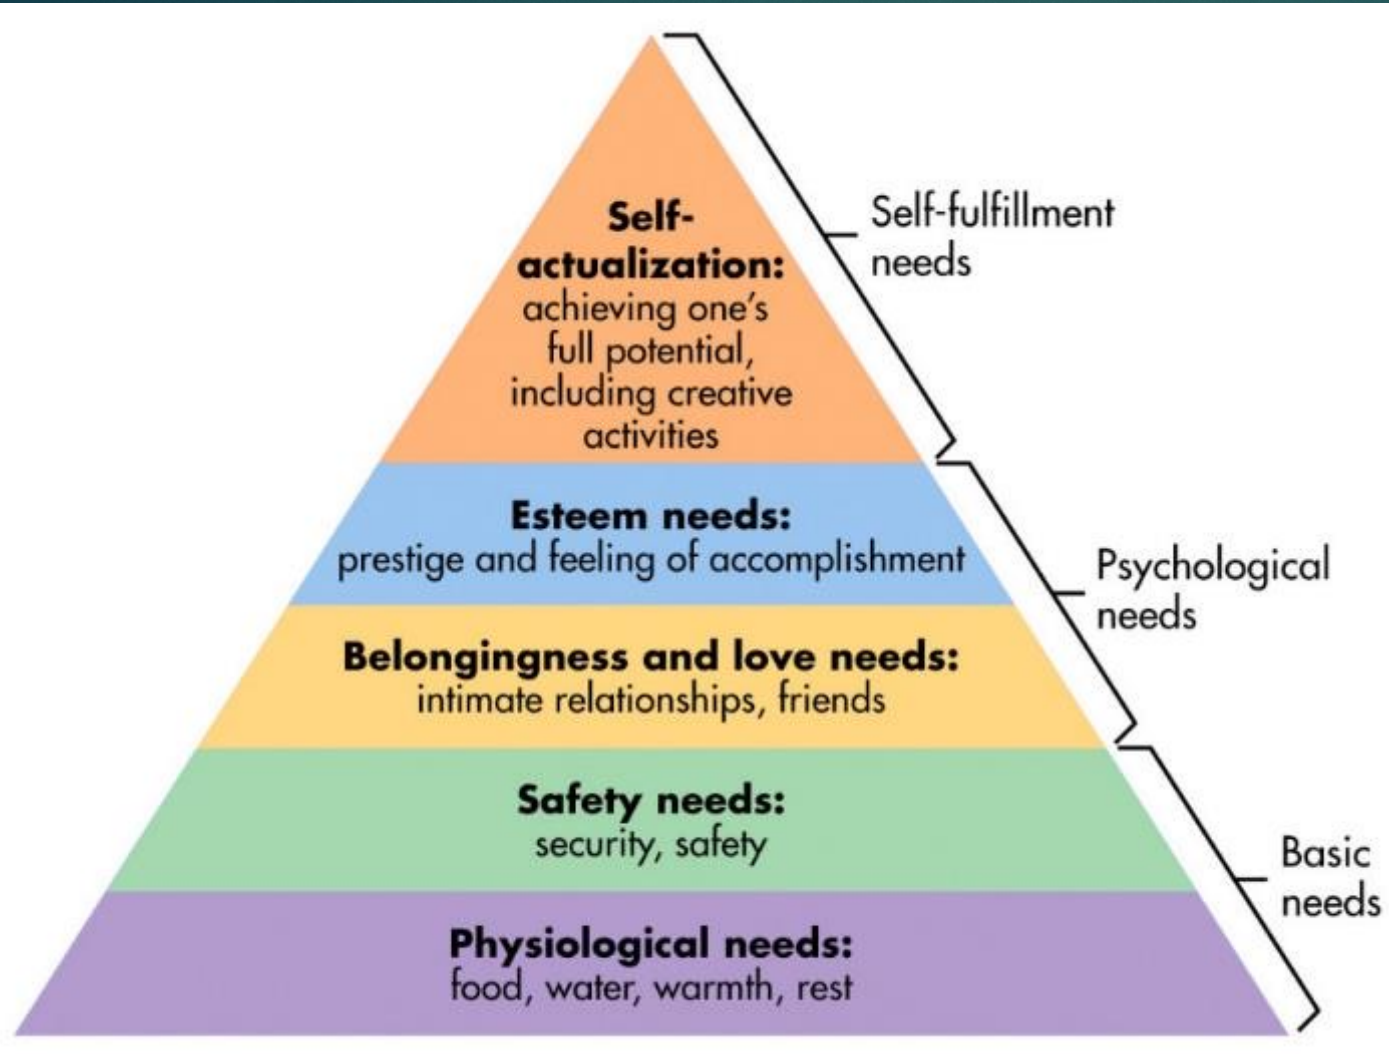 Self-
actualization:
achieving one's
full potential,
including creative
activities
Self-fulfillment
needs
Esteem needs:
prestige and feeling of accomplishment
Belongingness and love needs:
intimate relationships, friends
Psychological
needs
Safety needs:
security, safety
Physiological needs:
food, water, warmth, rest
Basic
needs